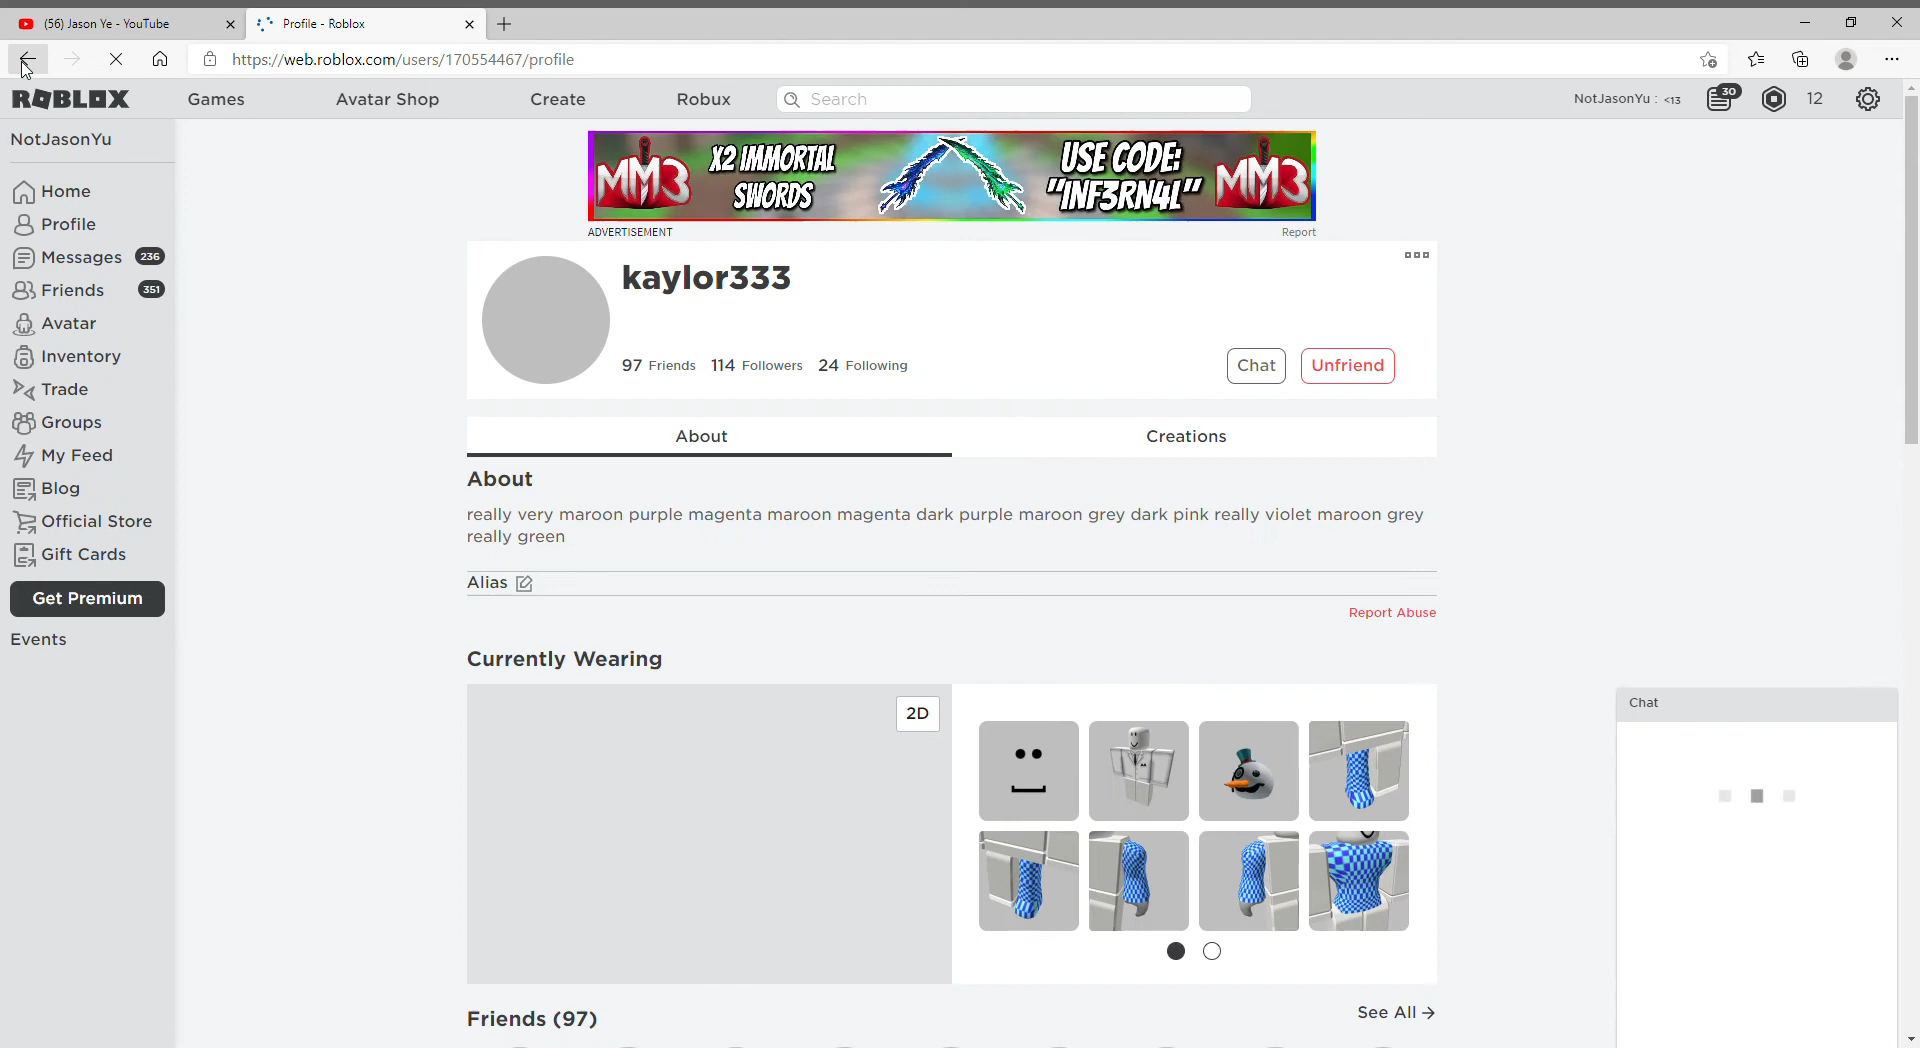 (56) Jason Ye - YouTube
Profile - Roblox
https://web.roblox.com/users/170554467/profile
ROBLOX
Games
Avatar Shop
Create
Robux
Search
NotJasonYu : <13
30
12
NotJasonYu
Home
Profile
Messages 236
Friends 351
Avatar
Inventory
Trade
Groups
My Feed
Blog
Official Store
Gift Cards
Get Premium
Events
MM3
X2 IMMORTAL
SWORDS
USE CODE:
"INF3RN4L"
MM3
ADVERTISEMENT
Report
kaylor333
97 Friends 114 Followers 24 Following
Chat
Unfriend
About
Creations
About
really very maroon purple magenta maroon magenta dark purple maroon grey dark pink really violet maroon grey
really green
Alias
Report Abuse
Currently Wearing
2D
Friends (97)
See All
Chat